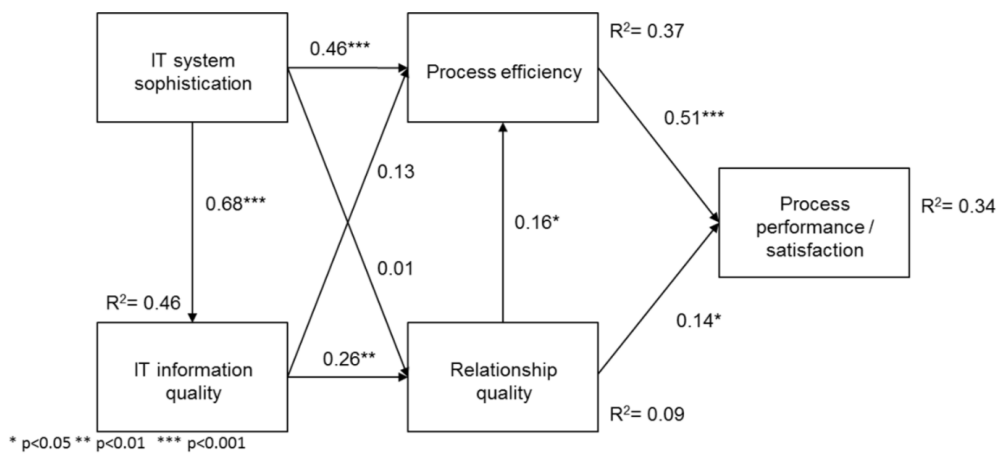 IT system
sophistication
0.46***
Process efficiency
R²= 0.37
0.51***
0.13
0.68***
0.16*
Process
performance /
satisfaction
R²= 0.34
0.01
R²= 0.46
0.14*
IT information
quality
0.26**
Relationship
quality
R²= 0.09
* p<0.05 ** p<0.01 *** p<0.001